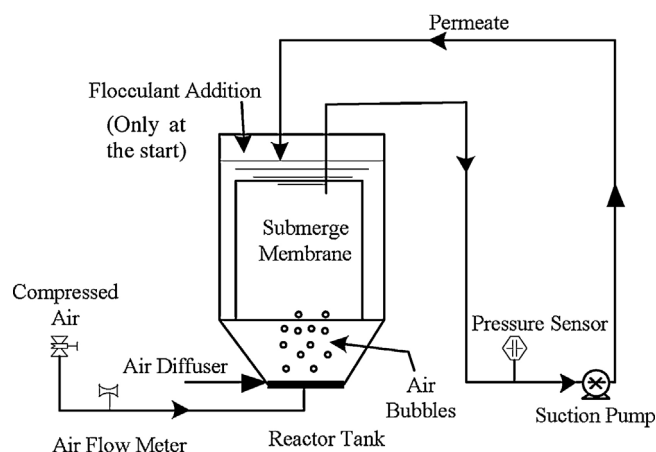 Permeate
Flocculant Addition
(Only at
the start)
Submerge
Membrane
Compressed
Air
Pressure Sensor
Air Diffuser
Air
Bubbles
Suction Pump
Air Flow Meter
Reactor Tank